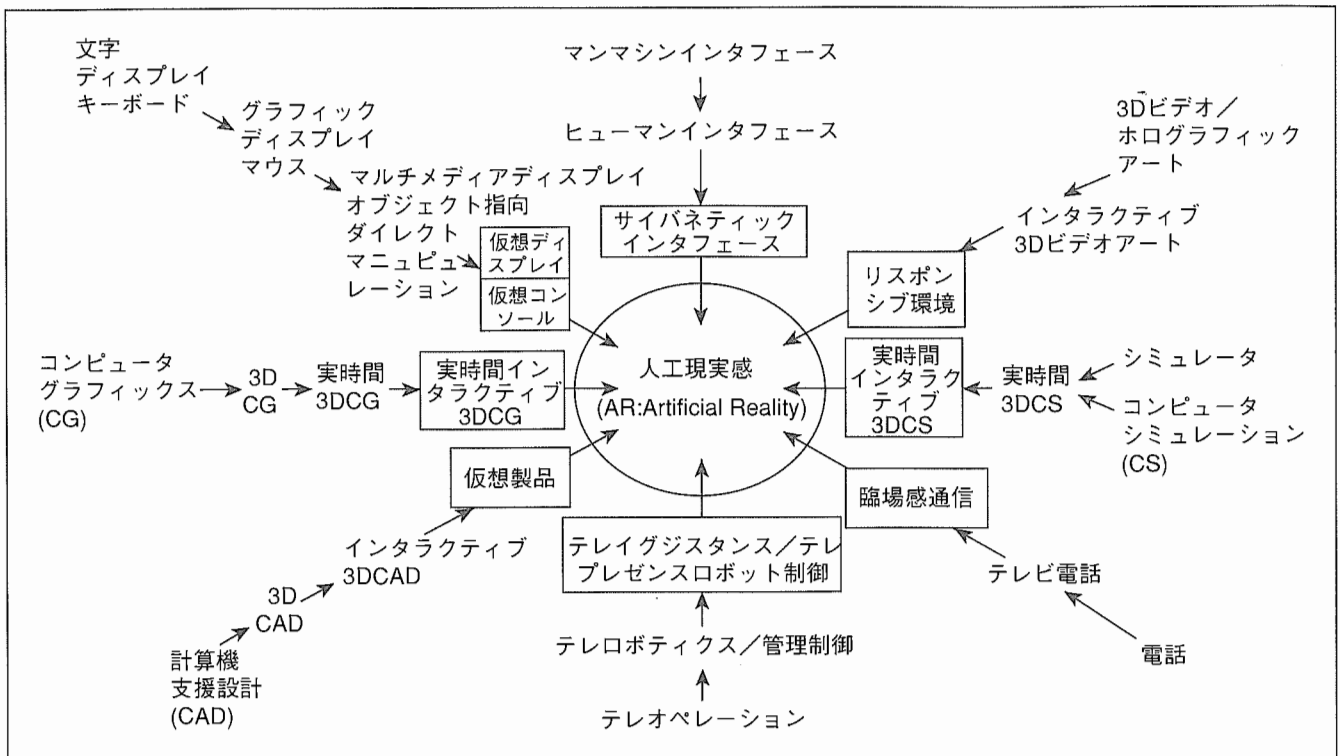 文字
ディスプレイ
キーボード
グラフィック
ディスプレイ
マウス
マルチメディアディスプレイ
オブジェクト指向
ダイレクト
マニュピュ
レーション
仮想ディ
スプレイ
仮想コン
ソール
マンマシンインタフェース
ヒューマンインタフェース
サイバネティック
インタフェース
3Dビデオ/
ホログラフィック
アート
インタラクティブ
3Dビデオアート
リスポン
シブ環境
コンピュータ
グラフィックス
(CG)
3D
CG
実時間
3DCG
実時間イン
タラクティブ
3DCG
人工現実感
(AR:Artificial Reality)
実時間
インタラク
ティブ
3DCS
実時間
3DCS
シミュレータ
コンピュータ
シミュレーション
(CS)
仮想製品
インタラクティブ
3DCAD
3D
CAD
計算機
支援設計
(CAD)
テレイグジスタンス/テレ
プレゼンスロボット制御
テレロボティクス/管理制御
テレオペレーション
臨場感通信
テレビ電話
電話